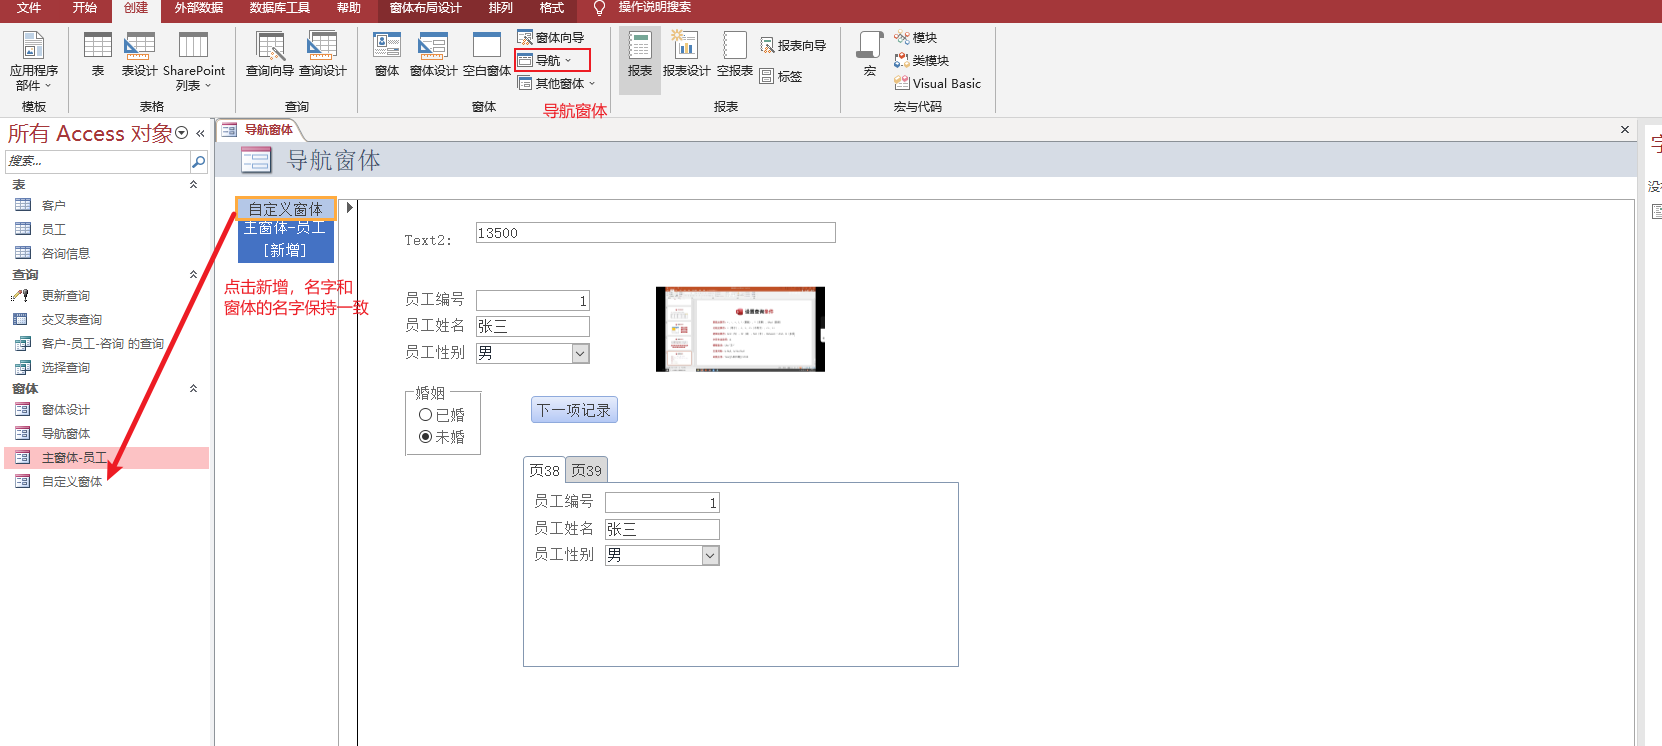 文件 开始 创建 外部数据 数据库工具 帮助 窗体布局设计 排列 格式 操作说明搜索
应用程序
部件
模板
表 表设计 SharePoint
列表
表格
查询向导 查询设计
查询
窗体 窗体设计 空白窗体
窗体向导
导航
其他窗体
窗体
导航窗体
报表 报表设计 空报表
报表向导
标签
报表
宏
模块
类模块
Visual Basic
宏与代码
所有 Access 对象
搜索...
表
客户
员工
咨询信息
查询
更新查询
交叉表查询
客户-员工-咨询 的查询
选择查询
窗体
窗体设计
导航窗体
主窗体-员工
自定义窗体
导航窗体
导航窗体
自定义窗体
主窗体-员工
[新增]
点击新增，名字和
窗体的名字保持一致
Text2: 13500
员工编号 1
员工姓名 张三
员工性别 男
设置查询条件
婚姻
已婚
未婚
下一项记录
页38 页39
员工编号 1
员工姓名 张三
员工性别 男